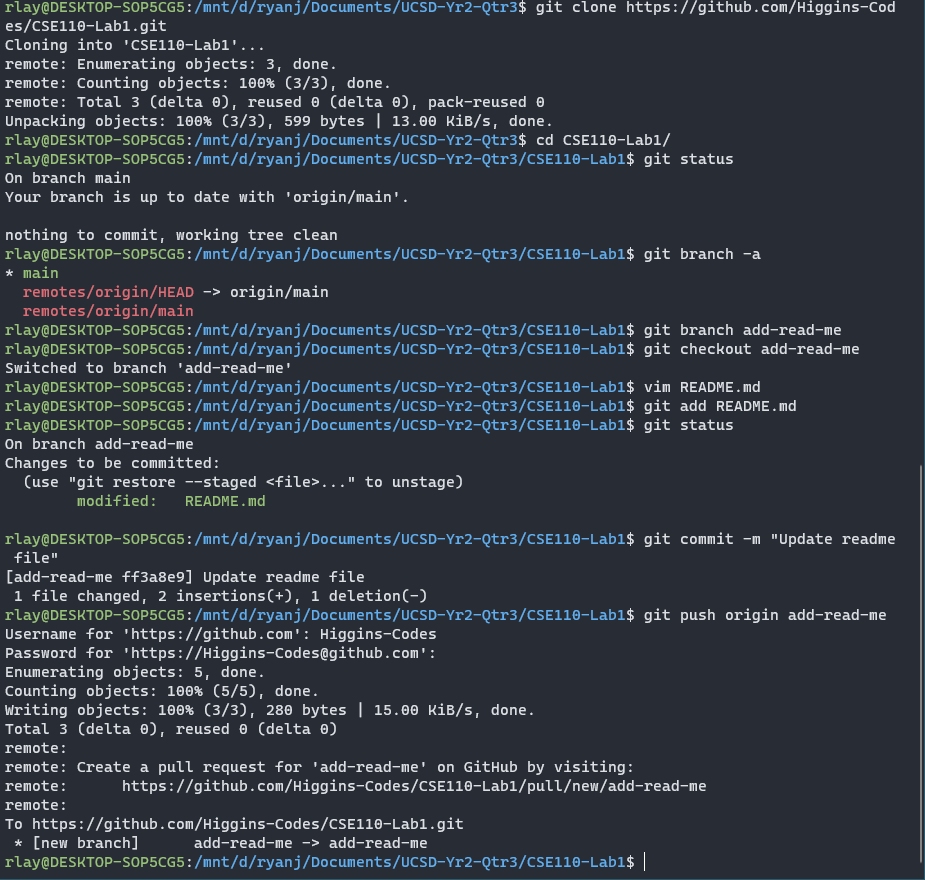 rlay@DESKTOP-SOP5CG5:/mnt/d/ryanj/Documents/UCSD-Yr2-Qtr3$ git clone https://github.com/Higgins-Cod
es/CSE110-Lab1.git
Cloning into 'CSE110-Lab1'...
remote: Enumerating objects: 3, done.
remote: Counting objects: 100% (3/3), done.
remote: Total 3 (delta 0), reused 0 (delta 0), pack-reused 0
Unpacking objects: 100% (3/3), 599 bytes | 13.00 KiB/s, done.
rlay@DESKTOP-SOP5CG5:/mnt/d/ryanj/Documents/UCSD-Yr2-Qtr3$ cd CSE110-Lab1/
rlay@DESKTOP-SOP5CG5:/mnt/d/ryanj/Documents/UCSD-Yr2-Qtr3/CSE110-Lab1$ git status
On branch main
Your branch is up to date with 'origin/main'.

nothing to commit, working tree clean
rlay@DESKTOP-SOP5CG5:/mnt/d/ryanj/Documents/UCSD-Yr2-Qtr3/CSE110-Lab1$ git branch -a
* main
  remotes/origin/HEAD -> origin/main
  remotes/origin/main
rlay@DESKTOP-SOP5CG5:/mnt/d/ryanj/Documents/UCSD-Yr2-Qtr3/CSE110-Lab1$ git branch add-read-me
rlay@DESKTOP-SOP5CG5:/mnt/d/ryanj/Documents/UCSD-Yr2-Qtr3/CSE110-Lab1$ git checkout add-read-me
Switched to branch 'add-read-me'
rlay@DESKTOP-SOP5CG5:/mnt/d/ryanj/Documents/UCSD-Yr2-Qtr3/CSE110-Lab1$ vim README.md
rlay@DESKTOP-SOP5CG5:/mnt/d/ryanj/Documents/UCSD-Yr2-Qtr3/CSE110-Lab1$ git add README.md
rlay@DESKTOP-SOP5CG5:/mnt/d/ryanj/Documents/UCSD-Yr2-Qtr3/CSE110-Lab1$ git status
On branch add-read-me
Changes to be committed:
  (use "git restore --staged <file>..." to unstage)
        modified:   README.md

rlay@DESKTOP-SOP5CG5:/mnt/d/ryanj/Documents/UCSD-Yr2-Qtr3/CSE110-Lab1$ git commit -m "Update readme
 file"
[add-read-me ff3a8e9] Update readme file
 1 file changed, 2 insertions(+), 1 deletion(-)
rlay@DESKTOP-SOP5CG5:/mnt/d/ryanj/Documents/UCSD-Yr2-Qtr3/CSE110-Lab1$ git push origin add-read-me
Username for 'https://github.com': Higgins-Codes
Password for 'https://Higgins-Codes@github.com':
Enumerating objects: 5, done.
Counting objects: 100% (5/5), done.
Writing objects: 100% (3/3), 280 bytes | 15.00 KiB/s, done.
Total 3 (delta 0), reused 0 (delta 0)
remote:
remote: Create a pull request for 'add-read-me' on GitHub by visiting:
remote:      https://github.com/Higgins-Codes/CSE110-Lab1/pull/new/add-read-me
remote:
To https://github.com/Higgins-Codes/CSE110-Lab1.git
 * [new branch]      add-read-me -> add-read-me
rlay@DESKTOP-SOP5CG5:/mnt/d/ryanj/Documents/UCSD-Yr2-Qtr3/CSE110-Lab1$